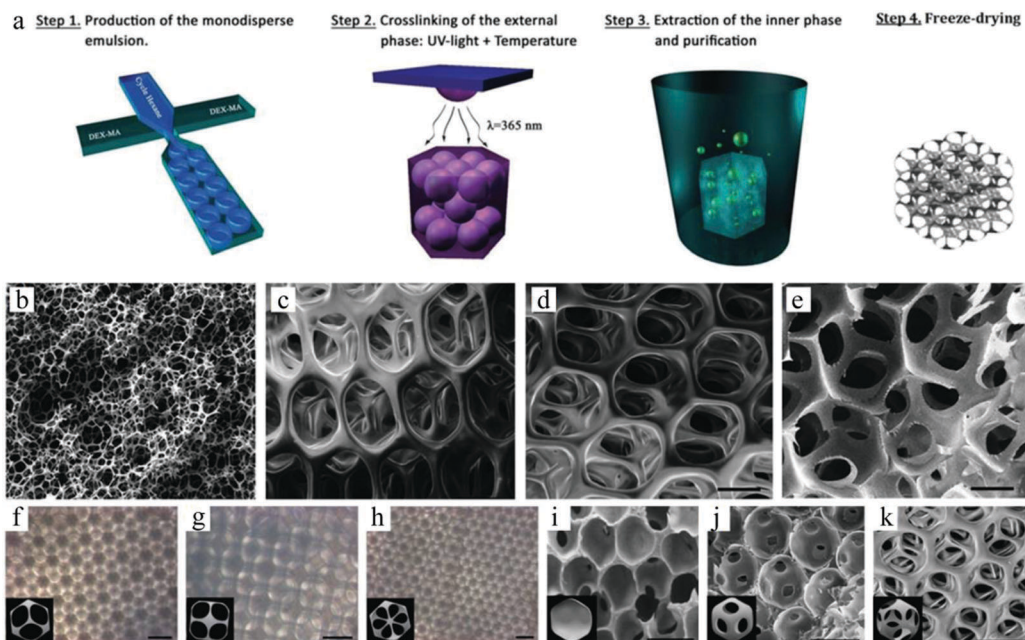 a
Step 1. Production of the monodisperse
emulsion.
Step 2. Crosslinking of the external
phase: UV-light + Temperature
Step 3. Extraction of the inner phase
and purification
Step 4. Freeze-drying
Cyclo Hexane
DEX-MA
DEX-MA
λ=365 nm
b
c
d
e
f
g
h
i
j
k